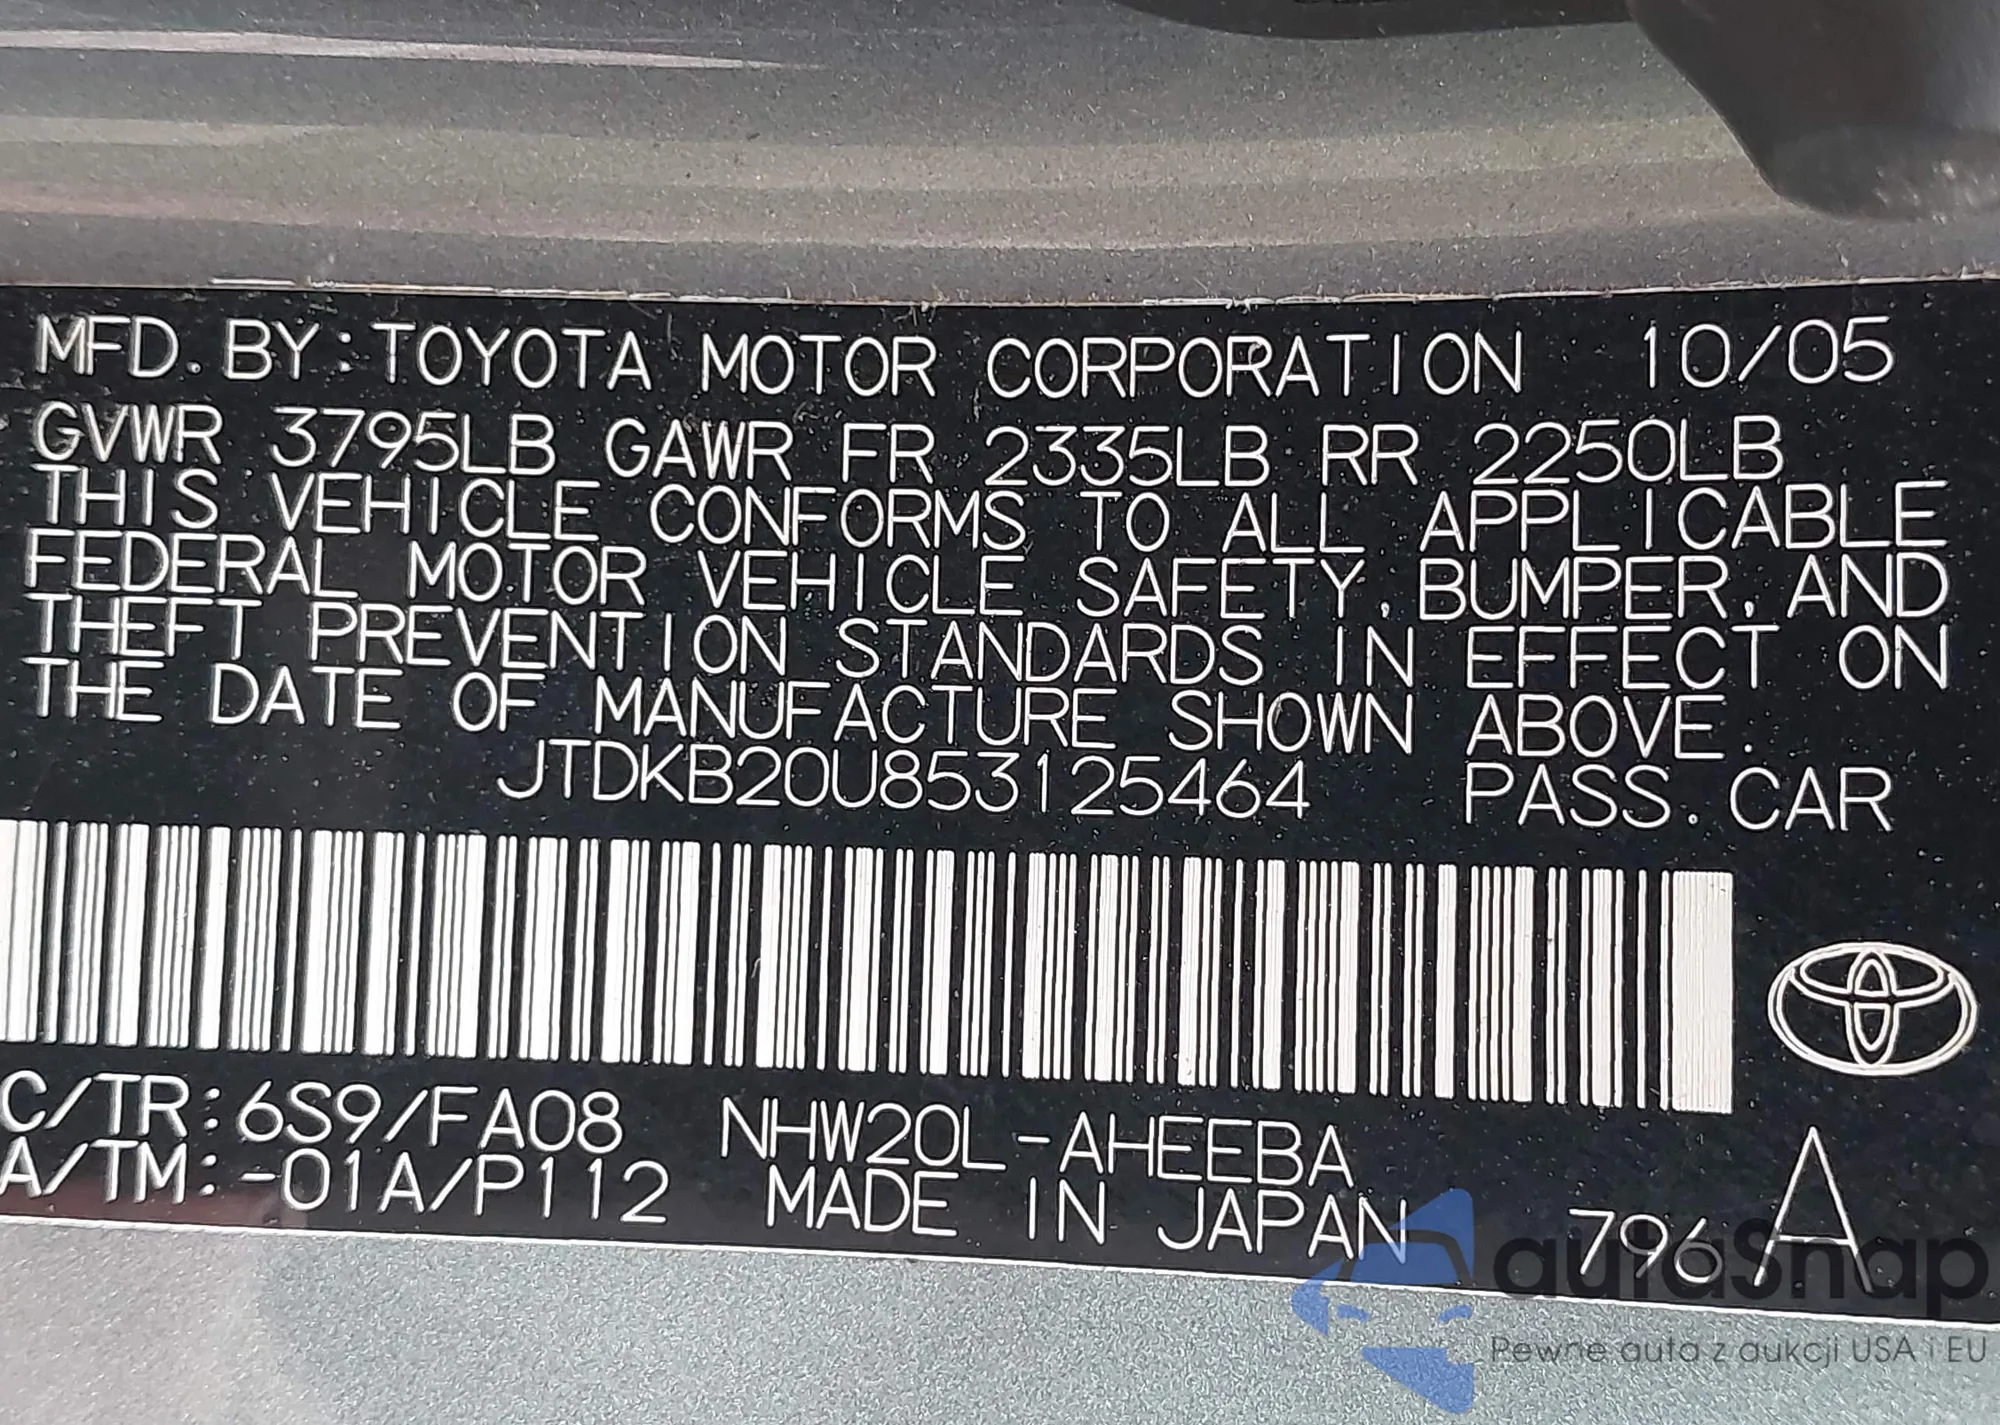 MFD. BY: TOYOTA MOTOR CORPORATION 10/05
GVWR 3795LB GAWR FR 2335LB RR 2250LB
THIS VEHICLE CONFORMS TO ALL APPLICABLE
FEDERAL MOTOR VEHICLE SAFETY, BUMPER, AND
THEFT PREVENTION STANDARDS IN EFFECT ON
THE DATE OF MANUFACTURE SHOWN ABOVE.
JTDKB20U853125464 PASS. CAR
C/TR: 6S9/FA08 NHW20L-AHEEBA
A/TM: -01A/P112 MADE IN JAPAN 796 A
autaSnap
Pewne auta z aukcji USA i EU